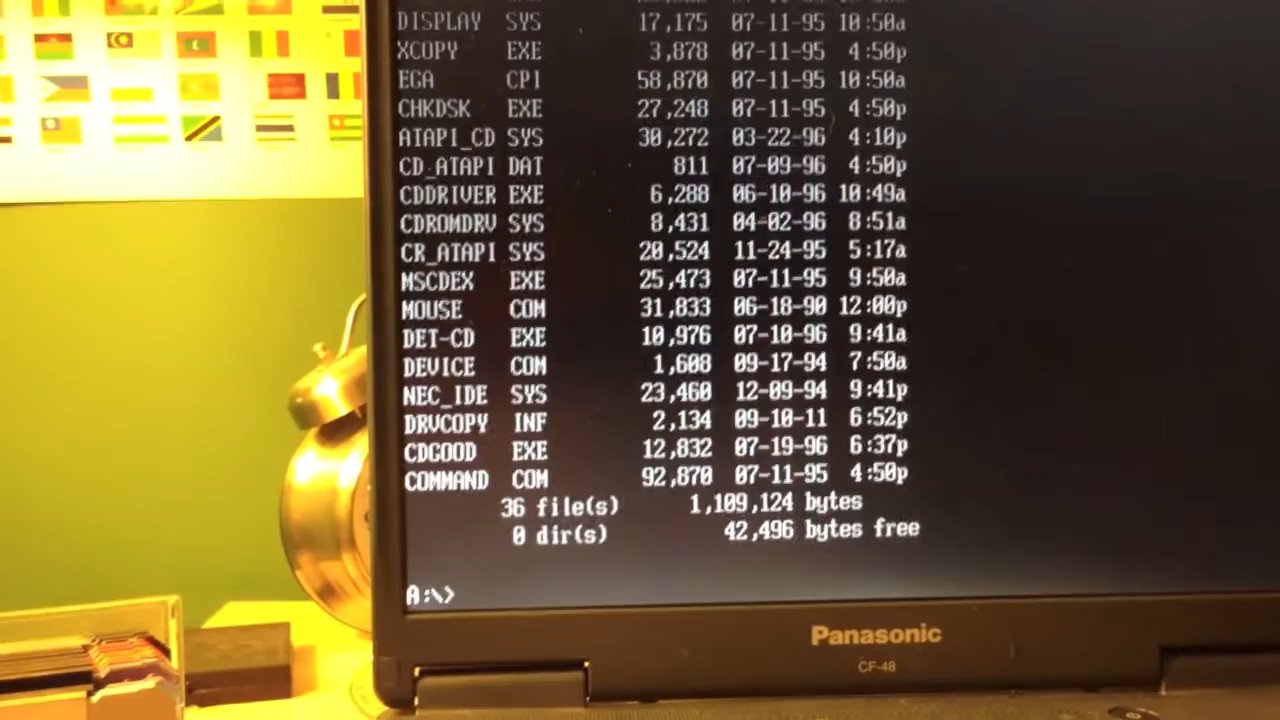 DISPLAY SYS 17,175 07-11-95 10:50a
XCOPY EXE 3,878 07-11-95 4:50p
EGA CPI 58,870 07-11-95 10:50a
CHKDSK EXE 27,248 07-11-95 4:50p
ATAPI_CD SYS 30,272 03-22-96 4:10p
CD_ATAPI DAT 811 07-09-96 4:50p
CDDRIVER EXE 6,288 06-10-96 10:49a
CDROMDRV SYS 8,431 04-02-96 8:51a
CR_ATAPI SYS 20,524 11-24-95 5:17a
MSCDEX EXE 25,473 07-11-95 9:50a
MOUSE COM 31,833 06-18-90 12:00p
DET-CD EXE 10,976 07-10-96 9:41a
DEVICE COM 1,608 09-17-94 7:50a
NEC_IDE SYS 23,460 12-09-94 9:41p
DRVCOPY INF 2,134 09-10-11 6:52p
CDGOOD EXE 12,832 07-19-96 6:37p
COMMAND COM 92,870 07-11-95 4:50p
36 file(s) 1,109,124 bytes
0 dir(s) 42,496 bytes free
A:\>
Panasonic
CF-48